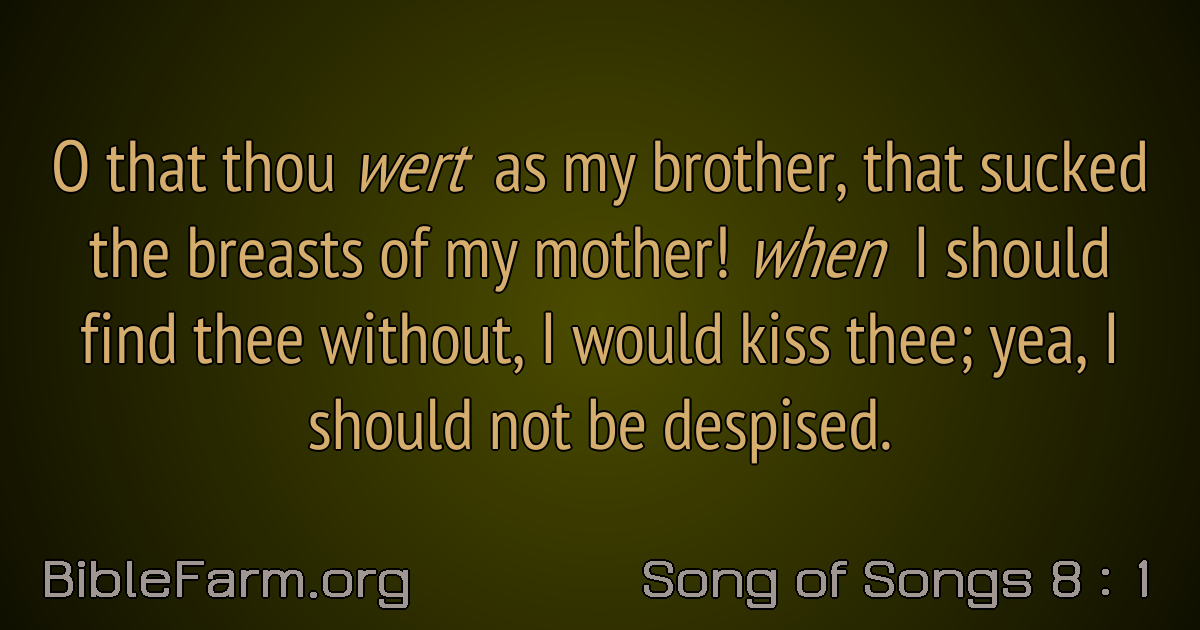 O that thou wert as my brother, that sucked
the breasts of my mother! when I should
find thee without, I would kiss thee; yea, I
should not be despised.
BibleFarm.org
Song of Songs 8 : 1